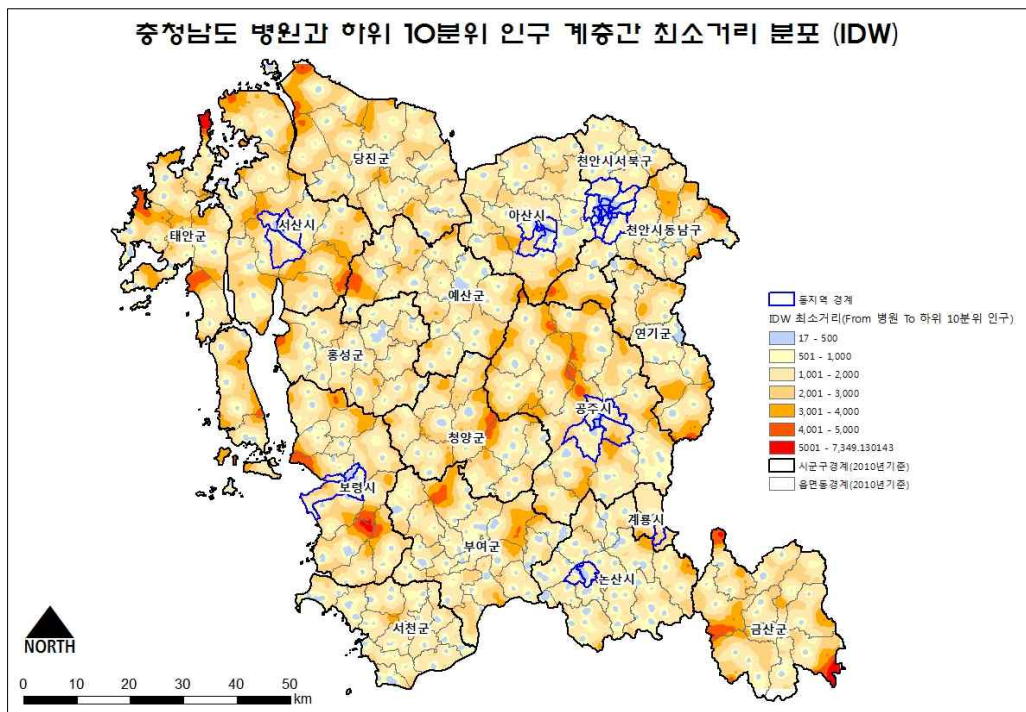 충청남도 병원과 하위 10분위 인구 계층간 최소거리 분포 (IDW)
당진군
천안시서북구
아산시
서산시
천안시동남구
태안군
예산군
연기군
홍성군
공주시
청양군
보령시
계룡시
부여군
논산시
서천군
금산군
동지역 경계
IDW 최소거리(From 병원 To 하위 10분위 인구)
17 - 500
501 - 1,000
1,001 - 2,000
2,001 - 3,000
3,001 - 4,000
4,001 - 5,000
5001 - 7,349.130143
시군구경계(2010년기준)
읍면동경계(2010년기준)
NORTH
0 10 20 30 40 50
km